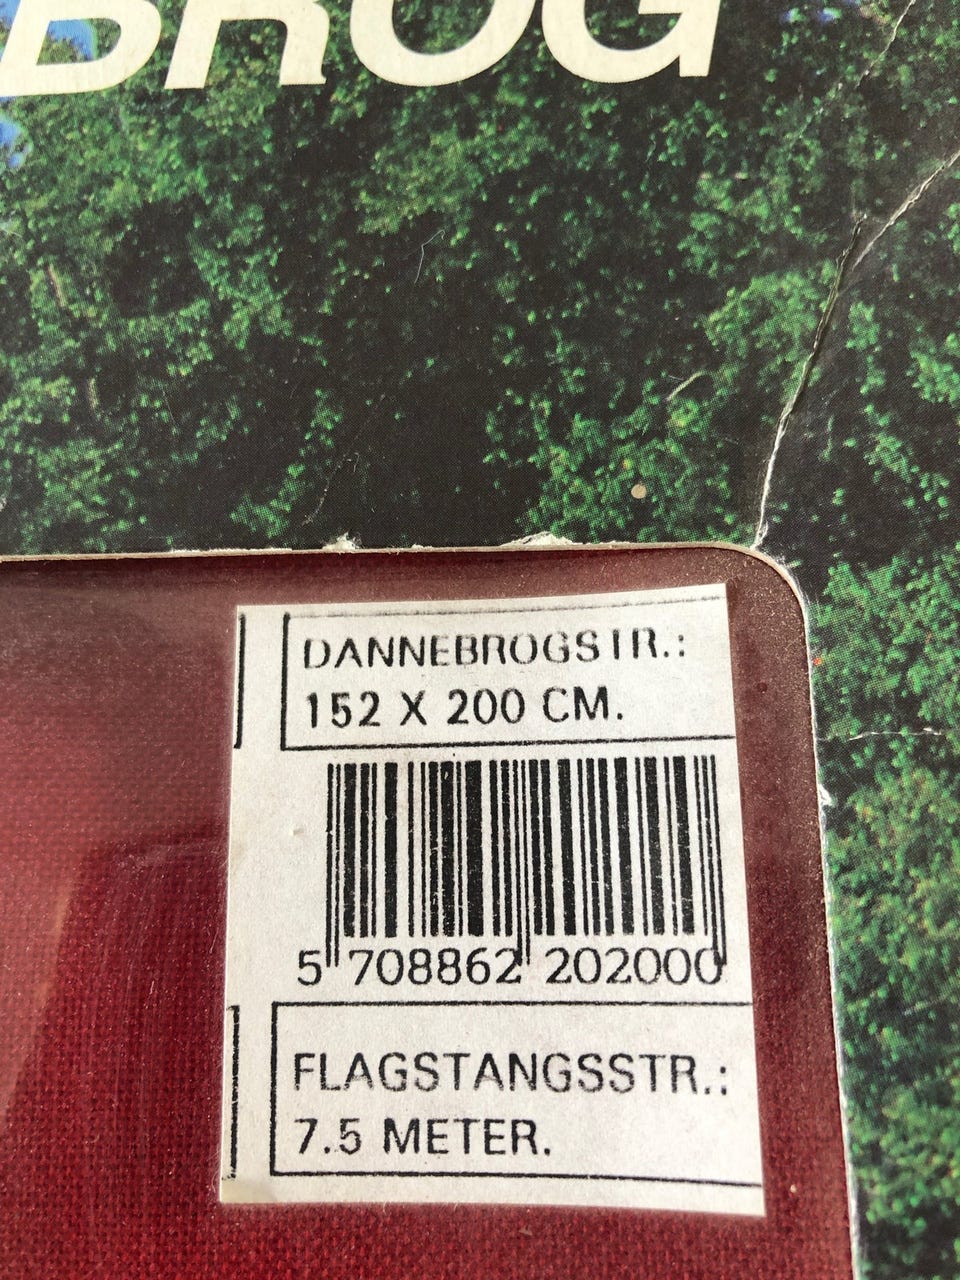 BROG
DANNEBROGSTR.:
152 X 200 CM.
5 708862 202000
FLAGSTANGSSTR.:
7.5 METER.